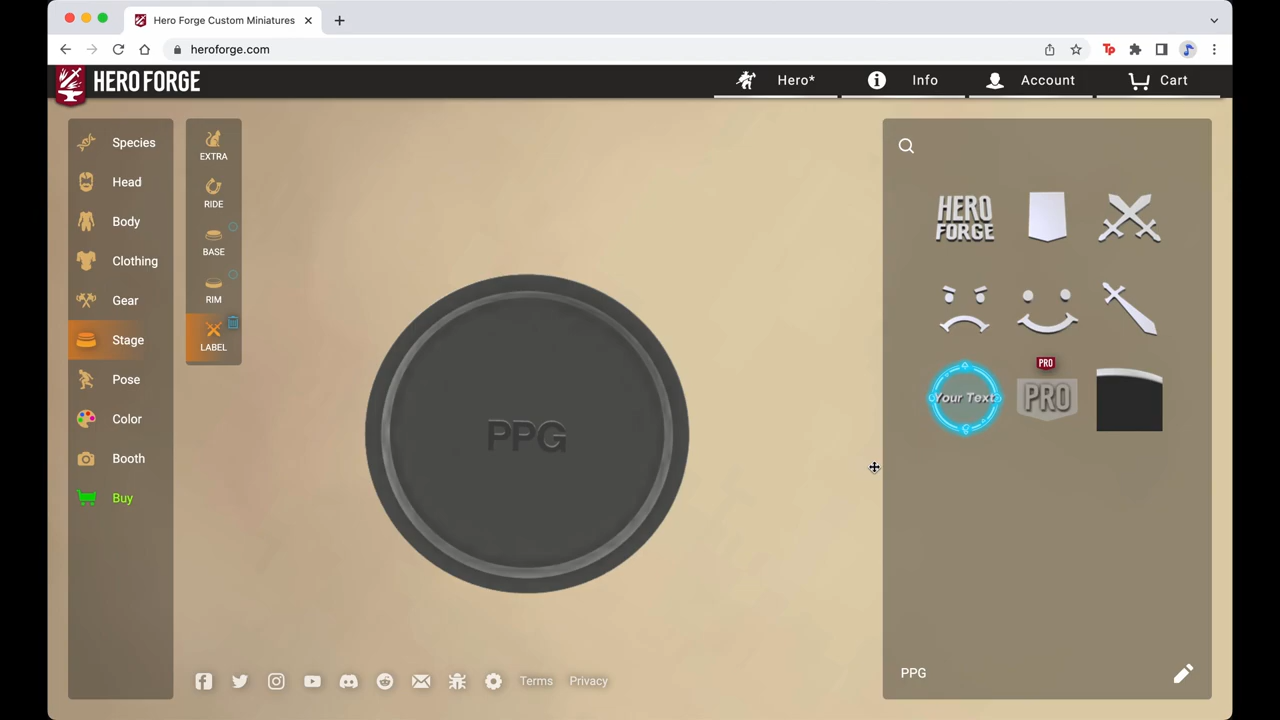 Hero Forge Custom Miniatures
heroforge.com
HERO FORGE
Hero*
Info
Account
Cart
Species
Head
Body
Clothing
Gear
Stage
Pose
Color
Booth
Buy
EXTRA
RIDE
BASE
RIM
LABEL
PPG
HERO
FORGE
Your Text
PRO
PRO
PPG
Terms
Privacy
Tp